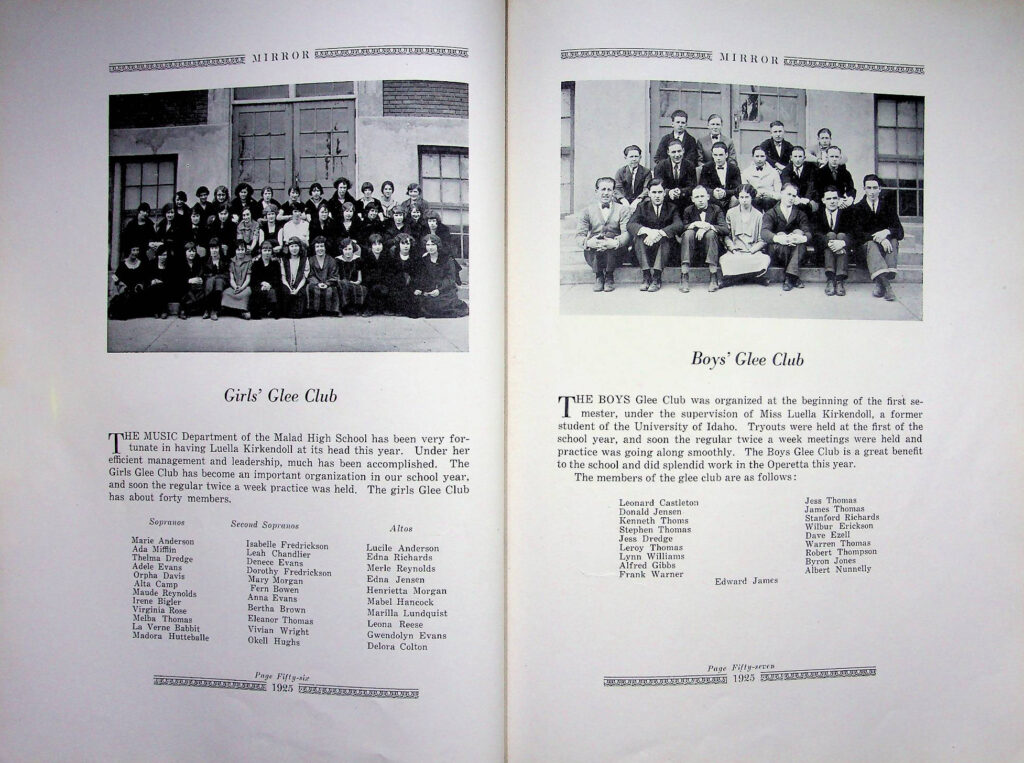 MIRROR
Girls' Glee Club
THE MUSIC Department of the Malad High School has been very for-
tunate in having Luella Kirkendoll at its head this year. Under her
efficient management and leadership, much has been accomplished. The
Girls Glee Club has become an important organization in our school year,
and soon the regular twice a week practice was held. The girls Glee Club
has about forty members.
Sopranos
Marie Anderson
Ada Mifflin
Thelma Dredge
Adele Evans
Orpha Davis
Alta Camp
Maude Reynolds
Irene Bigler
Virginia Rose
Melba Thomas
La Verne Babbit
Madora Hutteballe
Second Sopranos
Isabelle Fredrickson
Leah Chandlier
Denece Evans
Dorothy Fredrickson
Mary Morgan
Fern Bowen
Anna Evans
Bertha Brown
Eleanor Thomas
Vivian Wright
Okell Hughs
Altos
Lucile Anderson
Edna Richards
Merle Reynolds
Edna Jensen
Henrietta Morgan
Mabel Hancock
Marilla Lundquist
Leona Reese
Gwendolyn Evans
Delora Colton
Page Fifty-six
1925
MIRROR
Boys' Glee Club
THE BOYS Glee Club was organized at the beginning of the first se-
mester, under the supervision of Miss Luella Kirkendoll, a former
student of the University of Idaho. Tryouts were held at the first of the
school year, and soon the regular twice a week meetings were held and
practice was going along smoothly. The Boys Glee Club is a great benefit
to the school and did splendid work in the Operetta this year.
The members of the glee club are as follows:
Leonard Castleton
Donald Jensen
Kenneth Thoms
Stephen Thomas
Jess Dredge
Leroy Thomas
Lynn Williams
Alfred Gibbs
Frank Warner
Jess Thomas
James Thomas
Stanford Richards
Wilbur Erickson
Dave Ezell
Warren Thomas
Robert Thompson
Byron Jones
Albert Nunnelly
Edward James
Page Fifty-seven
1925